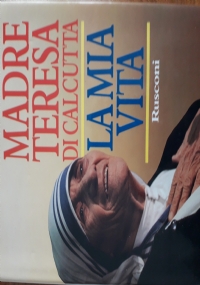 MADRE
TERESA
DI CALCUTTA
LA MIA
VITA
Rusconi